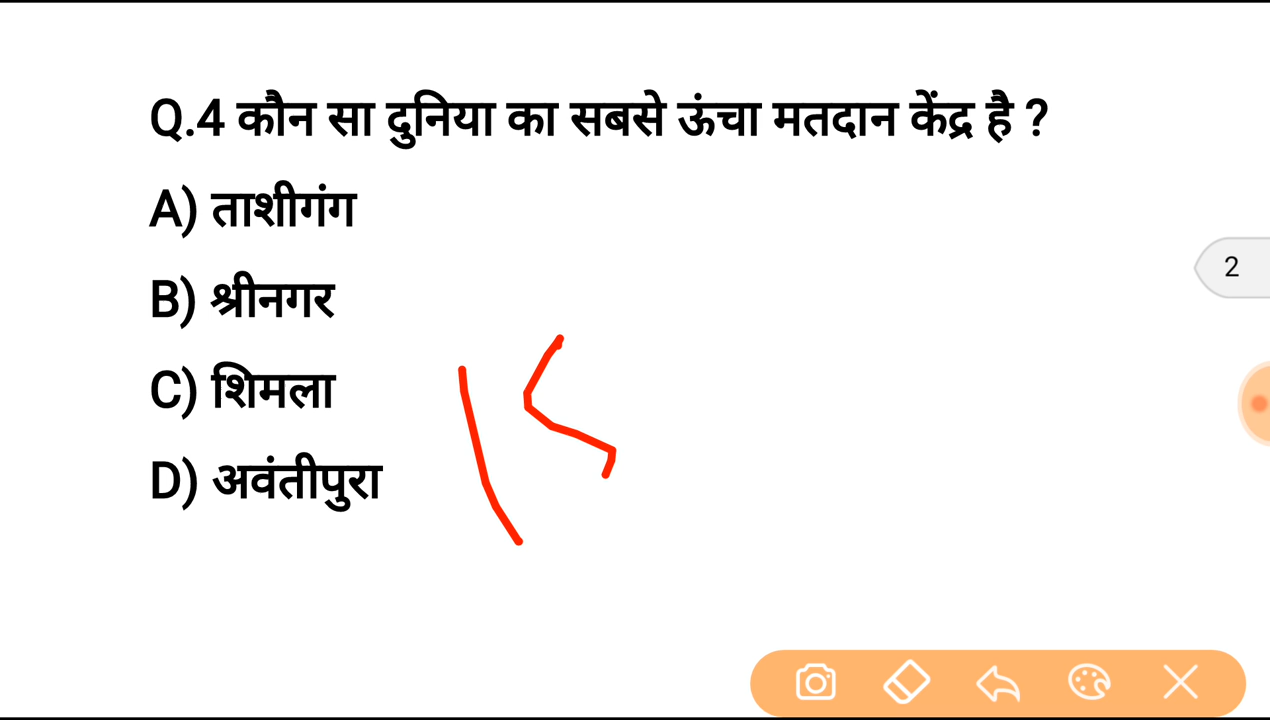 Q.4 कौन सा दुनिया का सबसे ऊंचा मतदान केंद्र है ?
A) ताशीगंग
B) श्रीनगर
2
C) शिमला
D) अवंतीपुरा